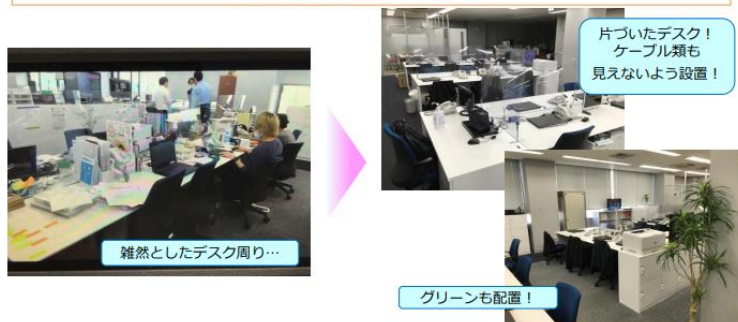 片づいたデスク！
ケーブル類も
見えないよう設置！
雑然としたデスク周り…
グリーンも配置！